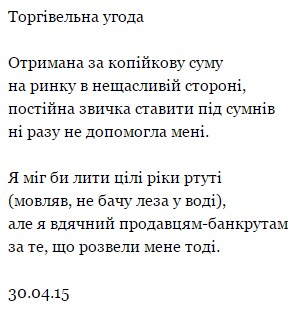 Торгівельна угода
Отримана за копійкову суму
на ринку в нещасливій стороні,
постійна звичка ставити під сумнів
ні разу не допомогла мені.
Я міг би лити цілі ріки ртуті
(мовляв, не бачу леза у воді),
але я вдячний продавцям-банкрутам
за те, що розвели мене тоді.
30.04.15